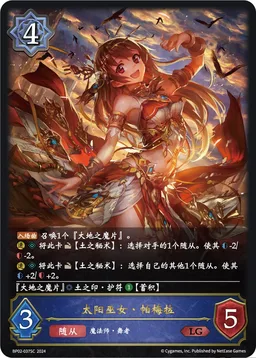 4
入场曲 召唤1个『大地之魔片』。
将此卡 【土之秘术】：选择对手的1个随从。使其 -2/
-2。
将此卡 【土之秘术】：选择自己的其他1个随从。使其 +2/
+2。
『大地之魔片』 土之印・护符 【蓄积】
太阳巫女・帕梅拉
3
随从
魔法师・舞者
LG
5
BP02-037SC 2024
© Cygames, Inc. Published by NetEase Games